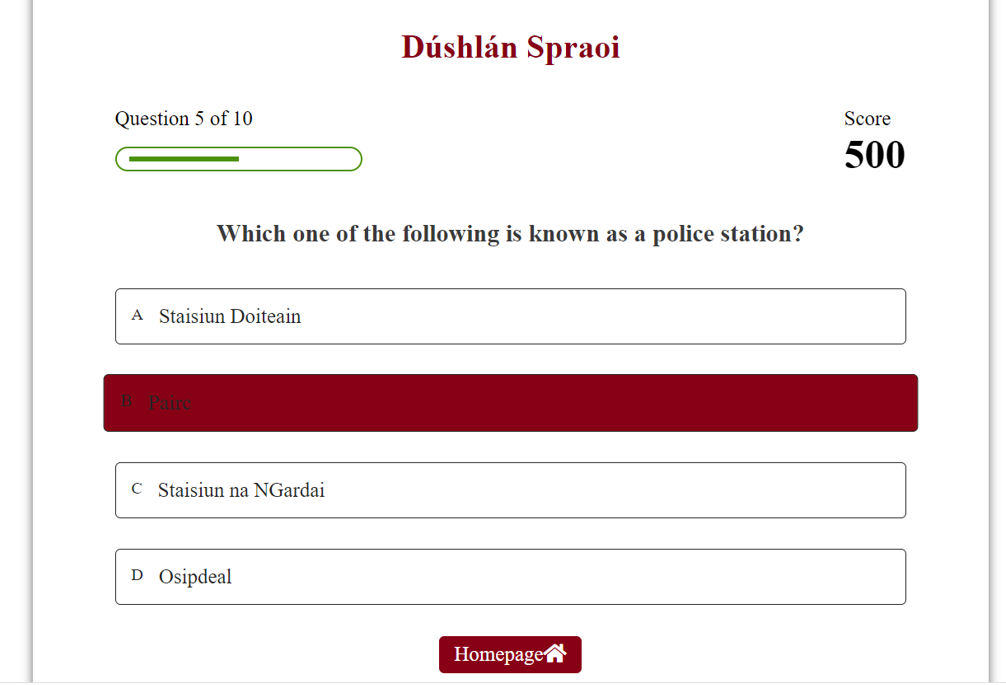 Dúshlán Spraoi
Question 5 of 10
Score
500
Which one of the following is known as a police station?
A Staisiun Doiteain
B Pairc
C Staisiun na NGardai
D Osipdeal
Homepage